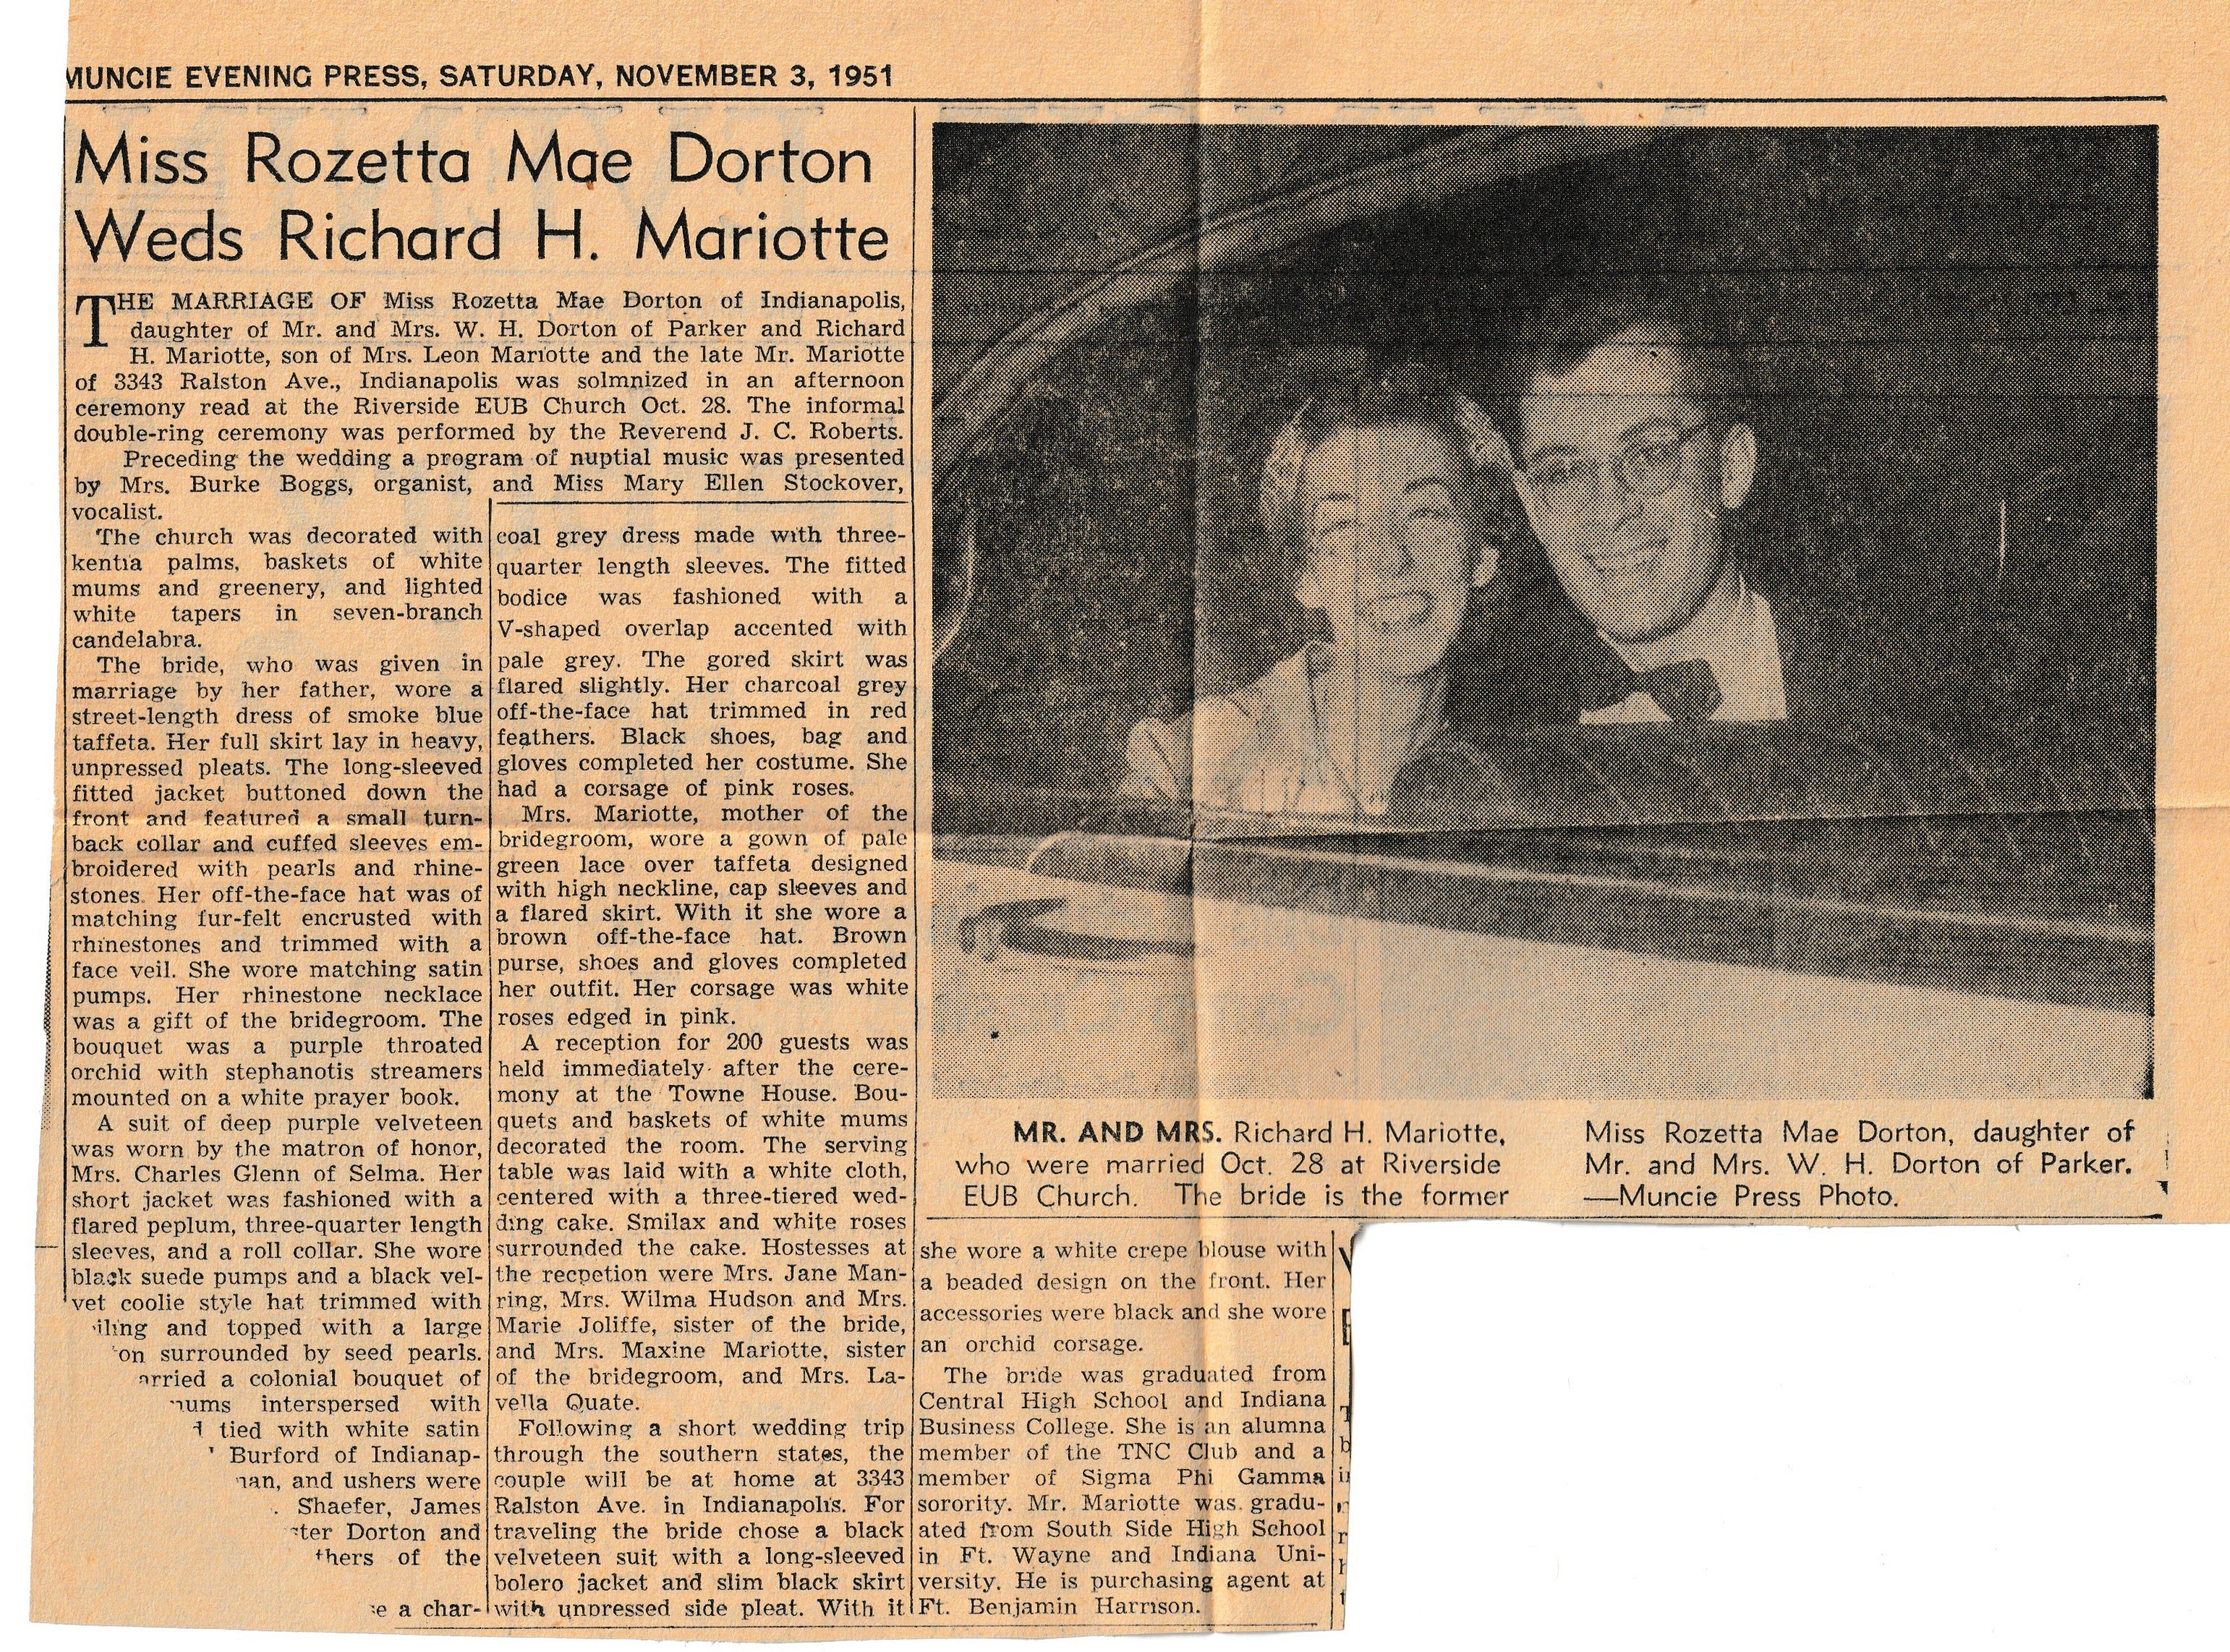 MUNCIE EVENING PRESS, SATURDAY, NOVEMBER 3, 1951
Miss Rozetta Mae Dorton
Weds Richard H. Mariotte
THE MARRIAGE OF Miss Rozetta Mae Dorton of Indianapolis,
daughter of Mr. and Mrs. W. H. Dorton of Parker and Richard
H. Mariotte, son of Mrs. Leon Mariotte and the late Mr. Mariotte
of 3343 Ralston Ave., Indianapolis was solmnized in an afternoon
ceremony read at the Riverside EUB Church Oct. 28. The informal
double-ring ceremony was performed by the Reverend J. C. Roberts.
Preceding the wedding a program of nuptial music was presented
by Mrs. Burke Boggs, organist, and Miss Mary Ellen Stockover,
vocalist.
The church was decorated with
kentia palms, baskets of white
mums and greenery, and lighted
white tapers in seven-branch
candelabra.
The bride, who was given in
marriage by her father, wore a
street-length dress of smoke blue
taffeta. Her full skirt lay in heavy,
unpressed pleats. The long-sleeved
fitted jacket buttoned down the
front and featured a small turn-
back collar and cuffed sleeves em-
broidered with pearls and rhine-
stones. Her off-the-face hat was of
matching fur-felt encrusted with
rhinestones and trimmed with a
face veil. She wore matching satin
pumps. Her rhinestone necklace
was a gift of the bridegroom. The
bouquet was a purple throated
orchid with stephanotis streamers
mounted on a white prayer book.
A suit of deep purple velveteen
was worn by the matron of honor,
Mrs. Charles Glenn of Selma. Her
short jacket was fashioned with a
flared peplum, three-quarter length
sleeves, and a roll collar. She wore
black suede pumps and a black vel-
vet coolie style hat trimmed with
iling and topped with a large
on surrounded by seed pearls.
arried a colonial bouquet of
mums interspersed with
d tied with white satin
Burford of Indianap-
man, and ushers were
Shaefer, James
ter Dorton and
thers of the
e a char-
coal grey dress made with three-
quarter length sleeves. The fitted
bodice was fashioned with a
V-shaped overlap accented with
pale grey. The gored skirt was
flared slightly. Her charcoal grey
off-the-face hat trimmed in red
feathers. Black shoes, bag and
gloves completed her costume. She
had a corsage of pink roses.
Mrs. Mariotte, mother of the
bridegroom, wore a gown of pale
green lace over taffeta designed
with high neckline, cap sleeves and
a flared skirt. With it she wore a
brown off-the-face hat. Brown
purse, shoes and gloves completed
her outfit. Her corsage was white
roses edged in pink.
A reception for 200 guests was
held immediately after the cere-
mony at the Towne House. Bou-
quets and baskets of white mums
decorated the room. The serving
table was laid with a white cloth,
centered with a three-tiered wed-
ding cake. Smilax and white roses
surrounded the cake. Hostesses at
the recpetion were Mrs. Jane Man-
ring, Mrs. Wilma Hudson and Mrs.
Marie Joliffe, sister of the bride,
and Mrs. Maxine Mariotte, sister
of the bridegroom, and Mrs. La-
vella Quate.
Following a short wedding trip
through the southern states, the
couple will be at home at 3343
Ralston Ave. in Indianapolis. For
traveling the bride chose a black
velveteen suit with a long-sleeved
bolero jacket and slim black skirt
with unpressed side pleat. With it
MR. AND MRS. Richard H. Mariotte,
who were married Oct. 28 at Riverside
EUB Church. The bride is the former
Miss Rozetta Mae Dorton, daughter of
Mr. and Mrs. W. H. Dorton of Parker.
—Muncie Press Photo.
she wore a white crepe blouse with
a beaded design on the front. Her
accessories were black and she wore
an orchid corsage.
The bride was graduated from
Central High School and Indiana
Business College. She is an alumna
member of the TNC Club and a
member of Sigma Phi Gamma
sorority. Mr. Mariotte was gradu-
ated from South Side High School
in Ft. Wayne and Indiana Uni-
versity. He is purchasing agent at
Ft. Benjamin Harrison.